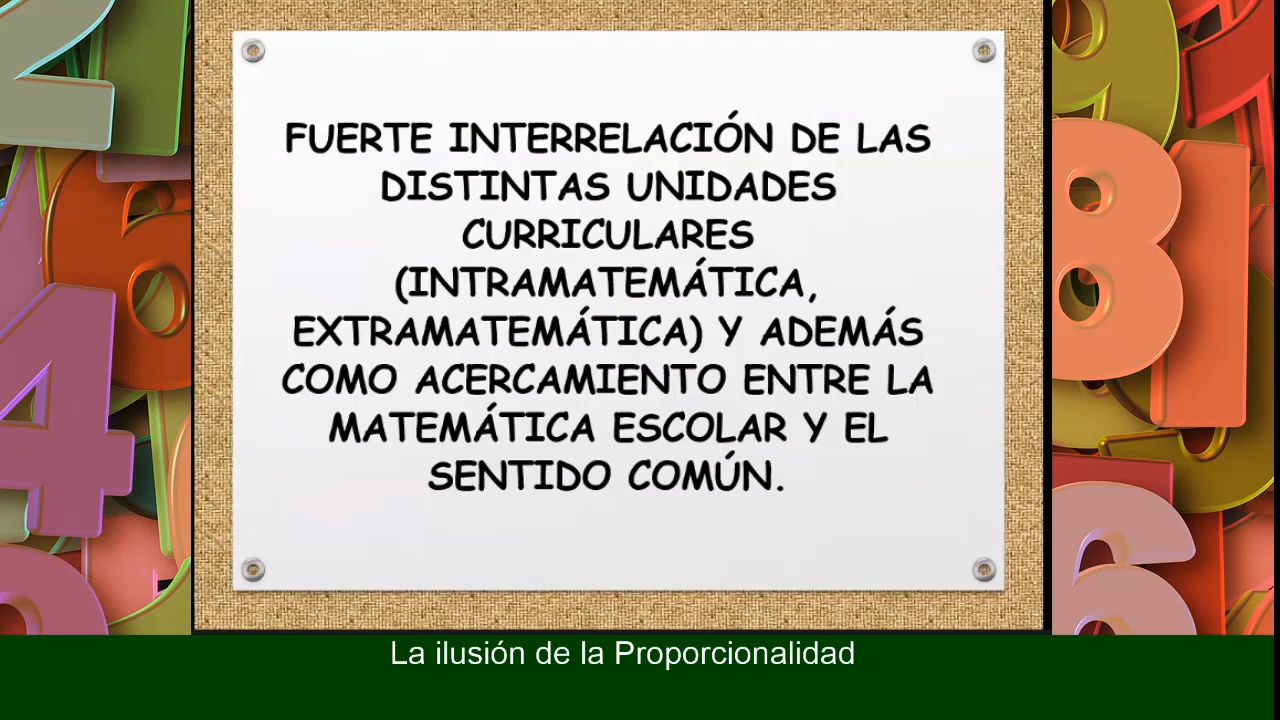 FUERTE INTERRELACIÓN DE LAS
DISTINTAS UNIDADES
CURRICULARES
(INTRAMATEMÁTICA,
EXTRAMATEMÁTICA) Y ADEMÁS
COMO ACERCAMIENTO ENTRE LA
MATEMÁTICA ESCOLAR Y EL
SENTIDO COMÚN.
La ilusión de la Proporcionalidad